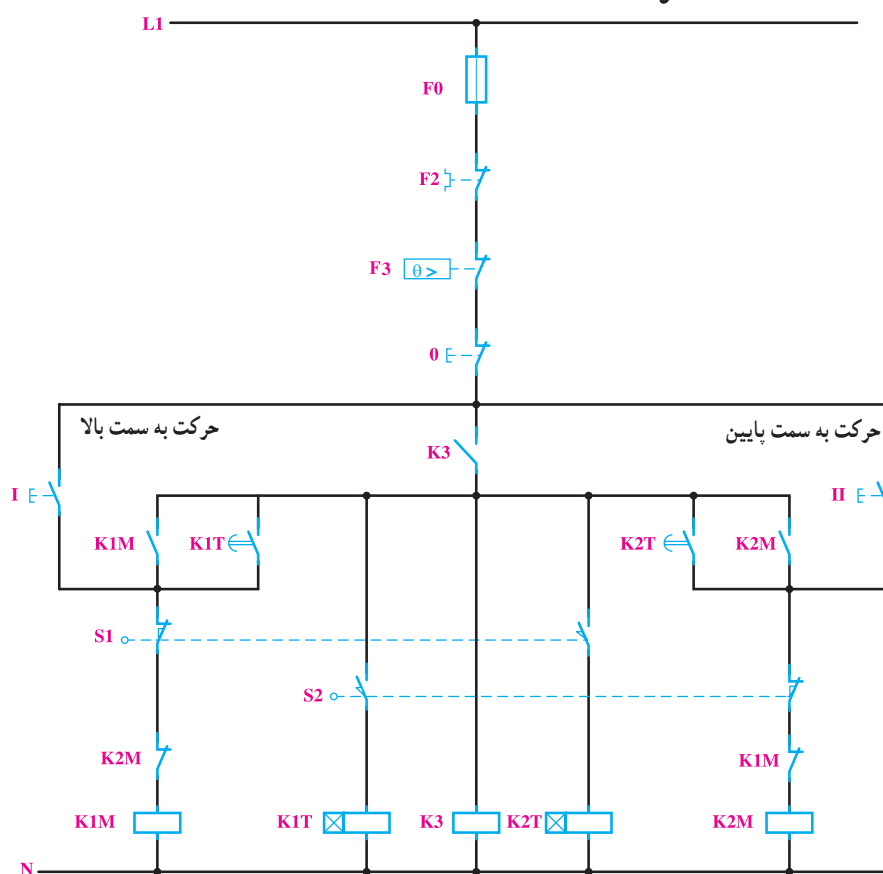 L1
F0
F2
F3 θ >
0
حرکت به سمت بالا
حرکت به سمت پایین
K3
I
II
K1M K1T K2T K2M
S1
S2
K2M K1M
K1M K1T K3 K2T K2M
N